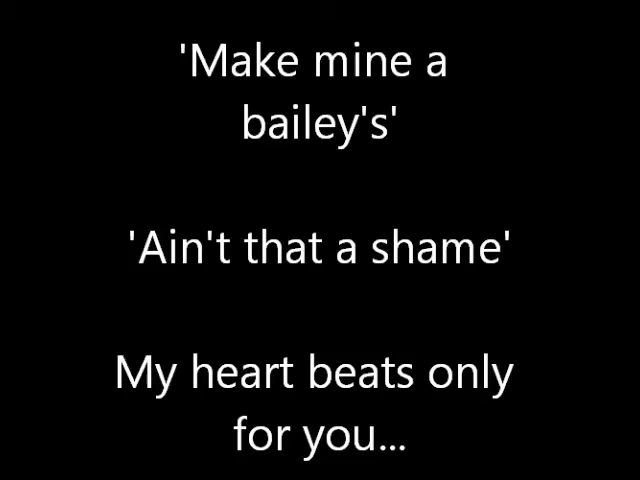 'Make mine a
bailey's'
'Ain't that a shame'
My heart beats only
for you...